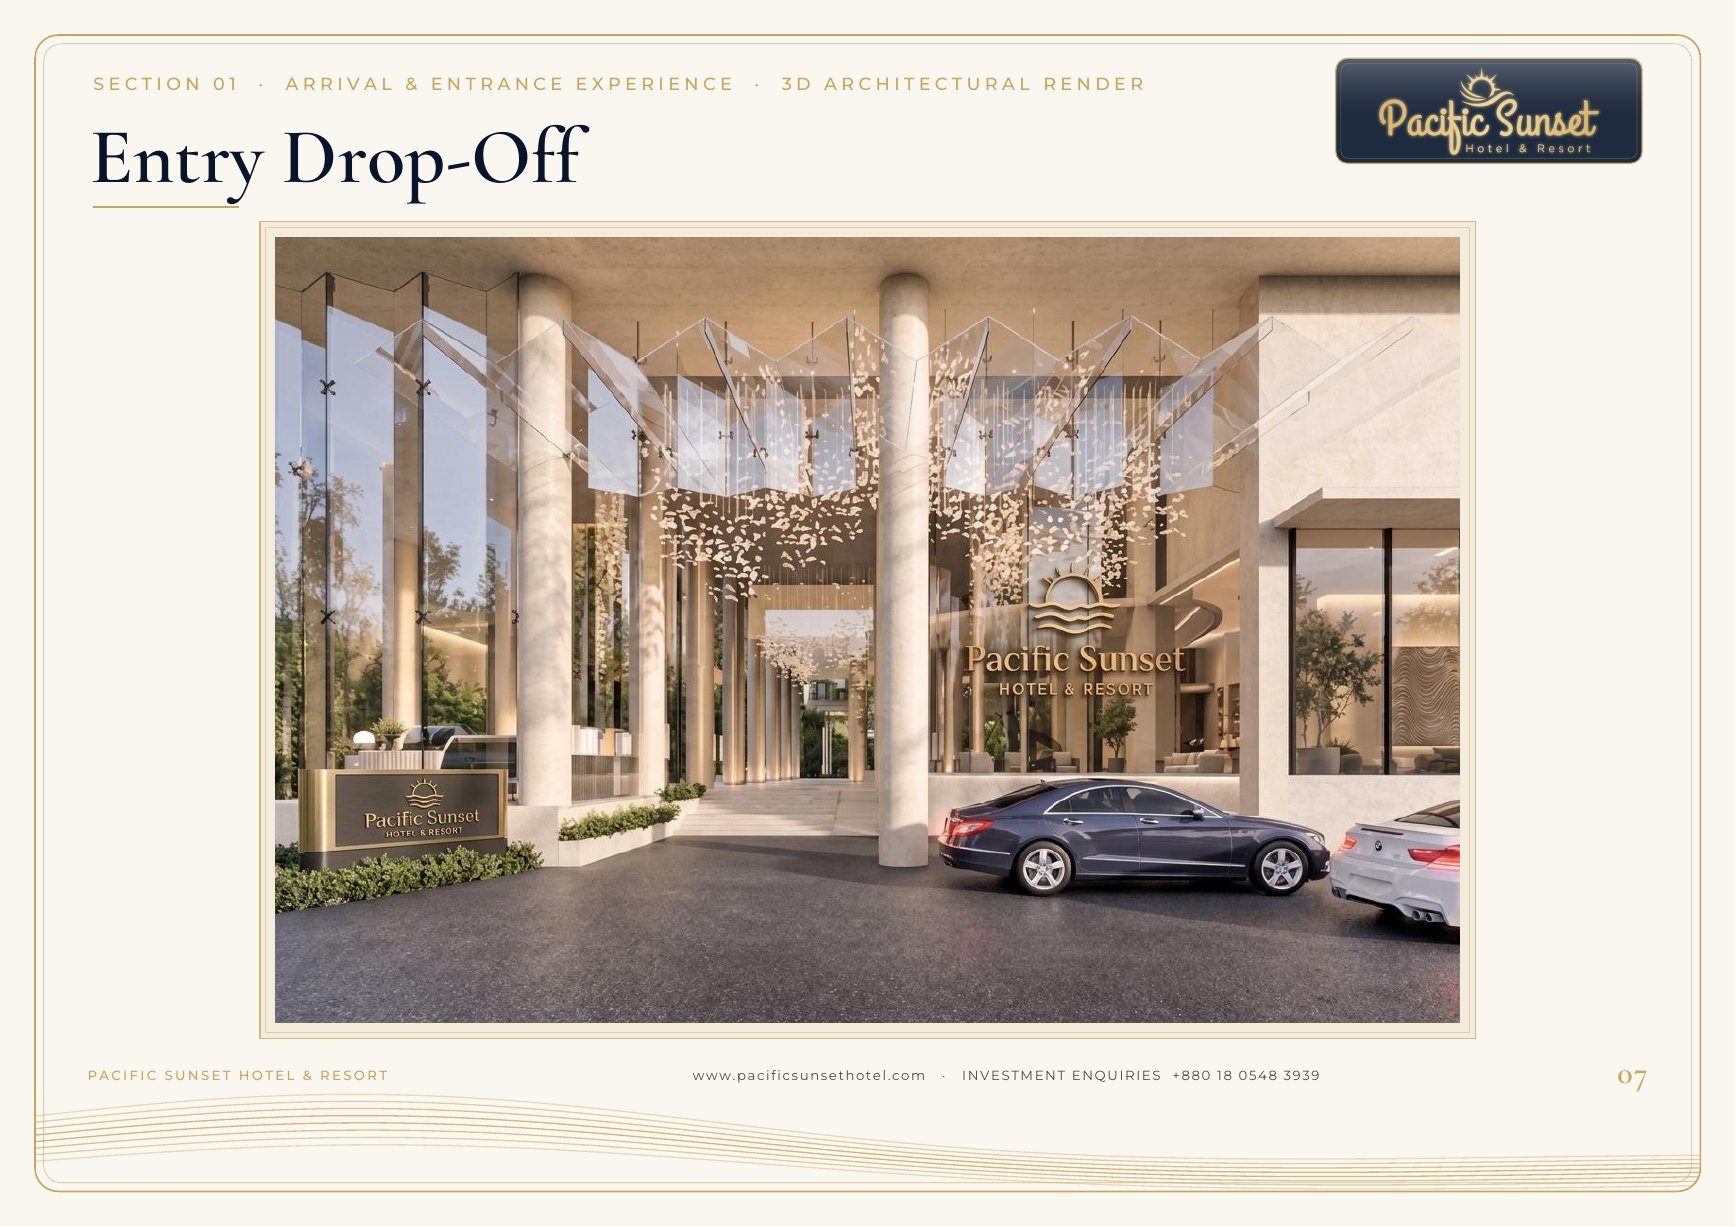 SECTION 01 · ARRIVAL & ENTRANCE EXPERIENCE · 3D ARCHITECTURAL RENDER
Pacific Sunset
Hotel & Resort
Entry Drop-Off
Pacific Sunset
HOTEL & RESORT
Pacific Sunset
HOTEL & RESORT
PACIFIC SUNSET HOTEL & RESORT
www.pacificsunsethotel.com · INVESTMENT ENQUIRIES +880 18 0548 3939
07